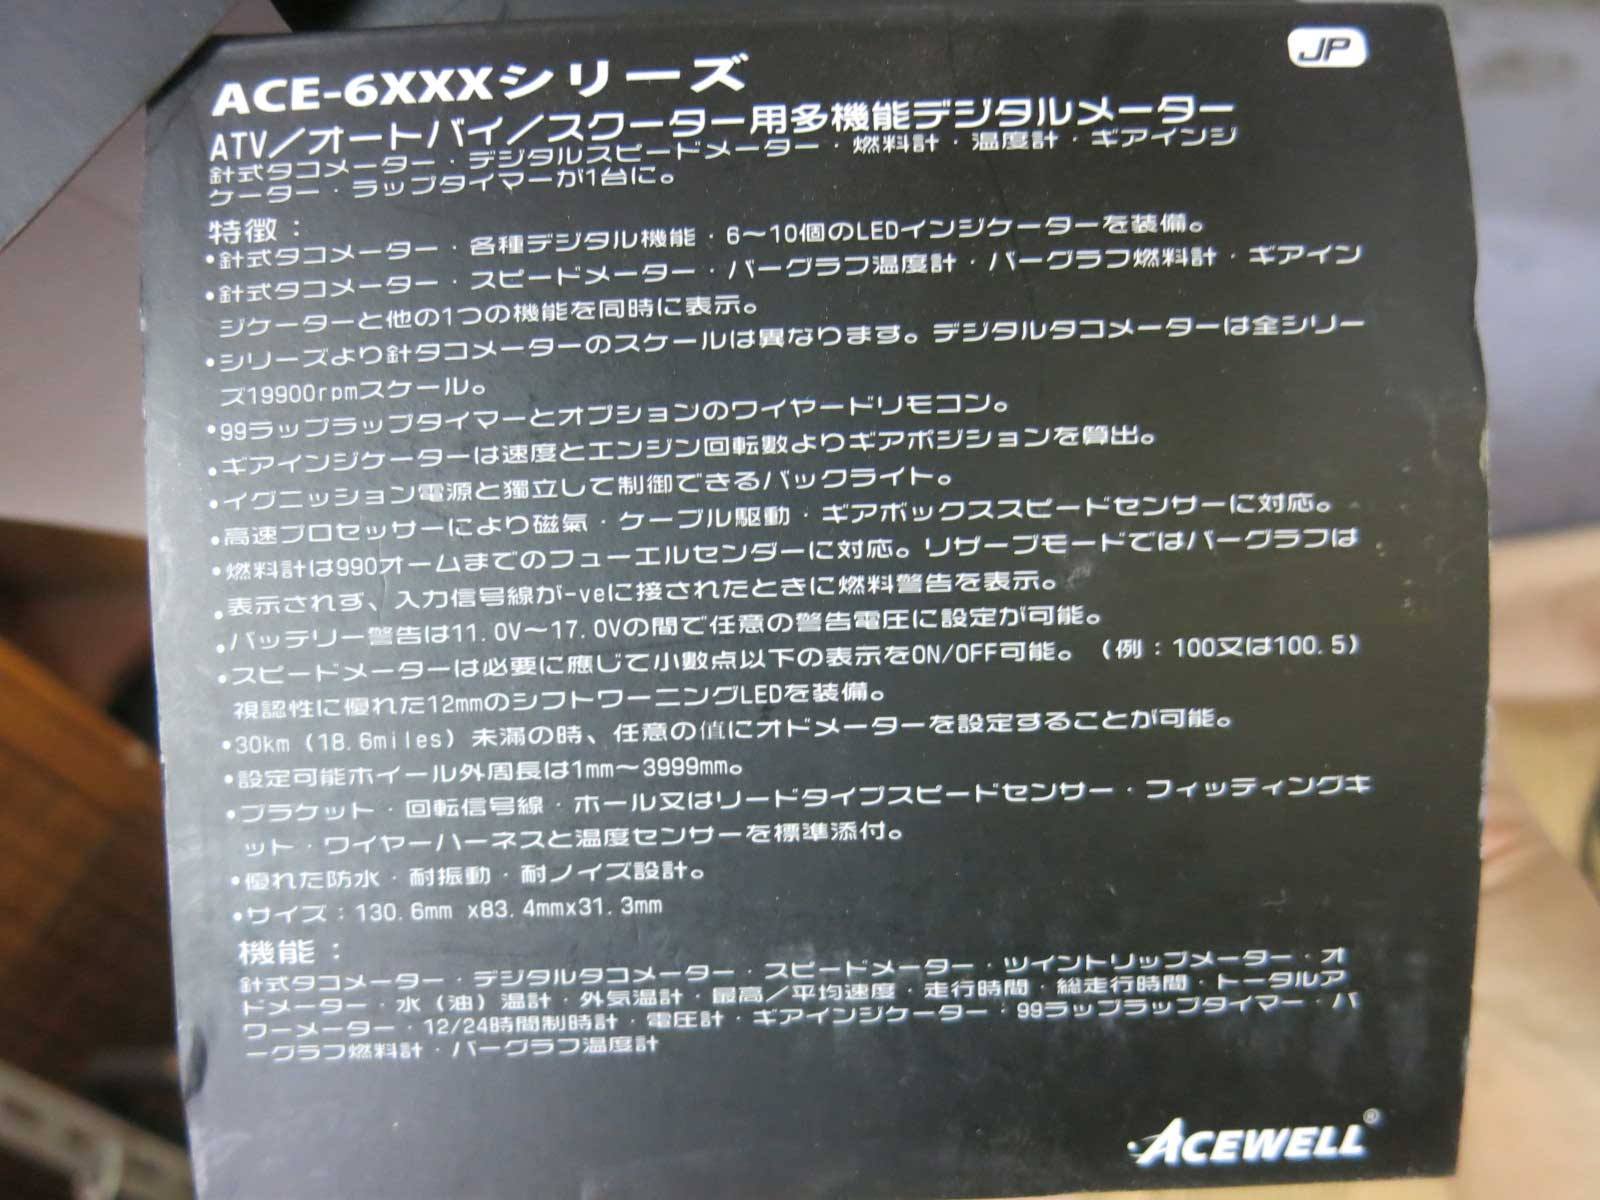 JP
ACE-6XXXシリーズ
ATV／オートバイ／スクーター用多機能デジタルメーター
針式タコメーター・デジタルスピードメーター・燃料計・温度計・ギアインジ
ケーター・ラップタイマーが1台に。
特徴：
•針式タコメーター・各種デジタル機能・6～10個のLEDインジケーターを装備。
•針式タコメーター・スピードメーター・バーグラフ温度計・バーグラフ燃料計・ギアイン
ジケーターと他の1つの機能を同時に表示。
•シリーズより針タコメーターのスケールは異なります。デジタルタコメーターは全シリー
ズ19900rpmスケール。
•99ラップラップタイマーとオプションのワイヤードリモコン。
•ギアインジケーターは速度とエンジン回転数よりギアポジションを算出。
•イグニッション電源と獨立して制御できるバックライト。
•高速プロセッサーにより磁氣・ケーブル駆動・ギアボックススピードセンサーに対応。
•燃料計は990オームまでのフューエルセンダーに対応。リザーブモードではバーグラフは
•表示されず、入力信号線が-veに接されたときに燃料警告を表示。
•バッテリー警告は11.0V～17.0Vの間で任意の警告電圧に設定が可能。
•スピードメーターは必要に應じて小數点以下の表示をON/OFF可能。（例：100又は100.5）
視認性に優れた12mmのシフトワーニングLEDを装備。
•30km（18.6miles）未漏の時、任意の値にオドメーターを設定することが可能。
•設定可能ホイール外周長は1mm～3999mm。
•ブラケット・回転信号線・ホール又はリードタイプスピードセンサー・フィッティングキ
ット・ワイヤーハーネスと温度センサーを標準添付。
•優れた防水・耐振動・耐ノイズ設計。
•サイズ：130.6mm x83.4mmx31.3mm
機能：
針式タコメーター・デジタルタコメーター・スピードメーター・ツイントリップメーター・オ
ドメーター・水（油）温計・外気温計・最高／平均速度・走行時間・総走行時間・トータルア
ワーメーター・12/24時間制時計・電圧計・ギアインジケーター・99ラップラップタイマー・バ
ーグラフ燃料計・バーグラフ温度計
ACEWELL®